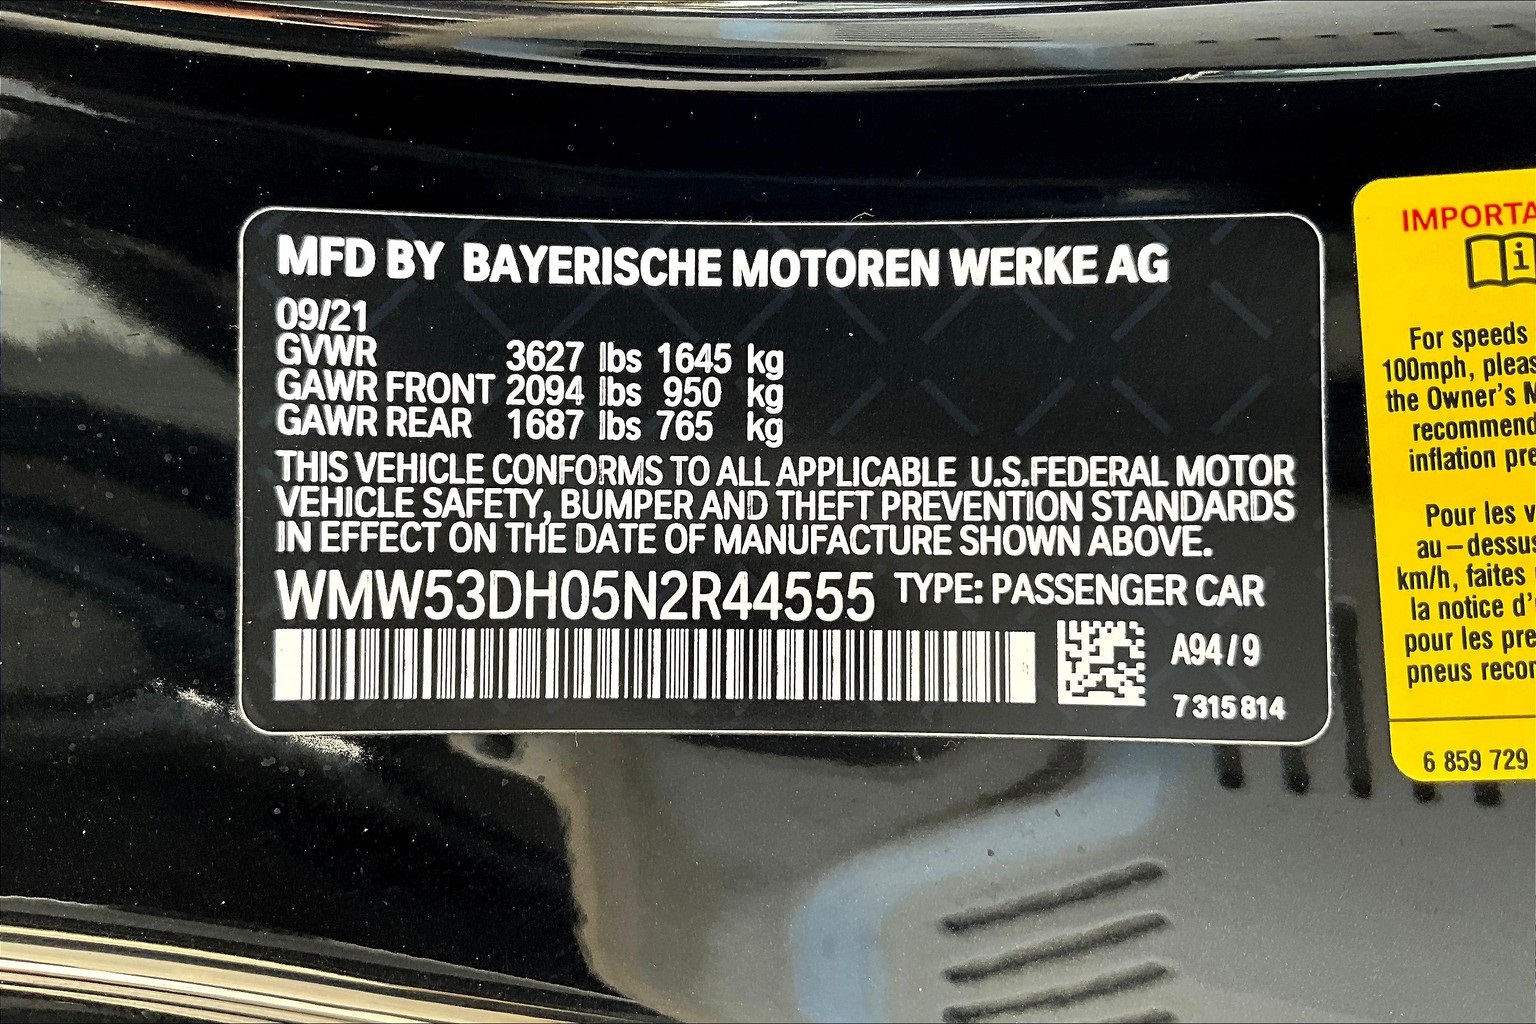 MFD BY BAYERISCHE MOTOREN WERKE AG
09/21
GVWR 3627 lbs 1645 kg
GAWR FRONT 2094 lbs 950 kg
GAWR REAR 1687 lbs 765 kg
THIS VEHICLE CONFORMS TO ALL APPLICABLE U.S.FEDERAL MOTOR
VEHICLE SAFETY, BUMPER AND THEFT PREVENTION STANDARDS
IN EFFECT ON THE DATE OF MANUFACTURE SHOWN ABOVE.
WMW53DH05N2R44555 TYPE: PASSENGER CAR
A94/9
7 315 814
IMPORTA
i
For speeds
100mph, pleas
the Owner's M
recommend
inflation pre
Pour les v
au-dessus
km/h, faites
la notice d'
pour les pre
pneus recom
6 859 729